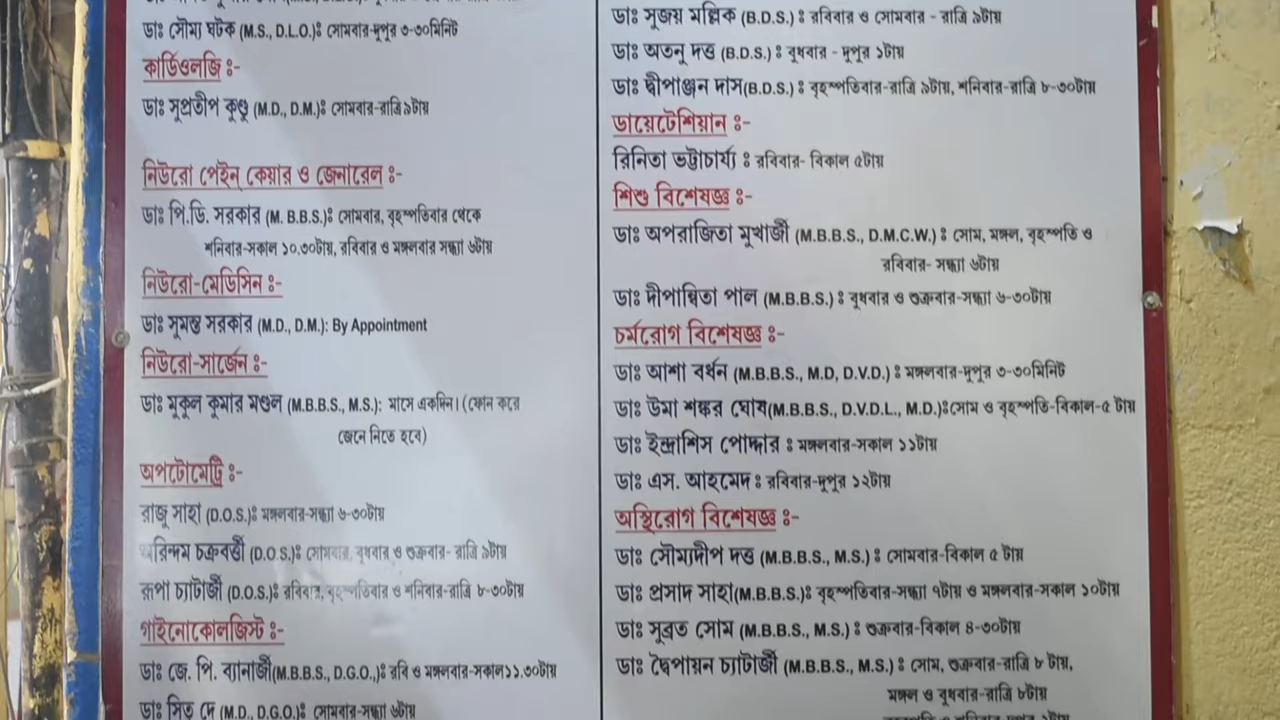 ডাঃ সৌম্য ঘটক (M.S., D.L.O.)ঃ সোমবার-দুপুর ৩-৩০মিনিট
কার্ডিওলজি ঃ-
ডাঃ সুপ্রতীপ কুণ্ডু (M.D., D.M.)ঃ সোমবার-রাত্রি ৯টায়
নিউরো পেইন্ কেয়ার ও জেনারেল ঃ-
ডাঃ পি.ডি. সরকার (M. B.B.S.)ঃ সোমবার, বৃহস্পতিবার থেকে
শনিবার-সকাল ১০.৩০টায়, রবিবার ও মঙ্গলবার সন্ধ্যা ৬টায়
নিউরো-মেডিসিন ঃ-
ডাঃ সুমন্ত সরকার (M.D., D.M.): By Appointment
নিউরো-সার্জেন ঃ-
ডাঃ মুকুল কুমার মণ্ডল (M.B.B.S., M.S.): মাসে একদিন। (ফোন করে
জেনে নিতে হবে)
অপটোমেট্রি ঃ-
রাজু সাহা (D.O.S.)ঃ মঙ্গলবার-সন্ধ্যা ৬-৩০টায়
অরিন্দম চক্রবর্ত্তী (D.O.S.)ঃ সোমবার, বুধবার ও শুক্রবার- রাত্রি ৯টায়
রূপা চ্যাটার্জী (D.O.S.)ঃ রবিবার, বৃহস্পতিবার ও শনিবার-রাত্রি ৮-৩০টায়
গাইনোকোলজিস্ট ঃ-
ডাঃ জে. পি. ব্যানার্জী(M.B.B.S., D.G.O.,)ঃ রবি ও মঙ্গলবার-সকাল১১.৩০টায়
ডাঃ সিত দে (M.D., D.G.O.)ঃ সোমবার-সন্ধ্যা ৬টায়
ডাঃ সুজয় মল্লিক (B.D.S.) ঃ রবিবার ও সোমবার - রাত্রি ৯টায়
ডাঃ অতনু দত্ত (B.D.S.) ঃ বুধবার - দুপুর ১টায়
ডাঃ দ্বীপাঞ্জন দাস(B.D.S.) ঃ বৃহস্পতিবার-রাত্রি ৯টায়, শনিবার-রাত্রি ৮-৩০টায়
ডায়েটেশিয়ান ঃ-
রিনিতা ভট্টাচার্য্য ঃ রবিবার- বিকাল ৫টায়
শিশু বিশেষজ্ঞ ঃ-
ডাঃ অপরাজিতা মুখার্জী (M.B.B.S., D.M.C.W.) ঃ সোম, মঙ্গল, বৃহস্পতি ও
রবিবার- সন্ধ্যা ৬টায়
ডাঃ দীপান্বিতা পাল (M.B.B.S.) ঃ বুধবার ও শুক্রবার-সন্ধ্যা ৬-৩০টায়
চর্মরোগ বিশেষজ্ঞ ঃ-
ডাঃ আশা বর্ধন (M.B.B.S., M.D, D.V.D.) ঃ মঙ্গলবার-দুপুর ৩-৩০মিনিট
ডাঃ উমা শঙ্কর ঘোষ(M.B.B.S., D.V.D.L., M.D.)ঃসোম ও বৃহস্পতি-বিকাল-৫ টায়
ডাঃ ইন্দ্রাশিস পোদ্দার ঃ মঙ্গলবার-সকাল ১১টায়
ডাঃ এস. আহমেদ ঃ রবিবার-দুপুর ১২টায়
অস্থিরোগ বিশেষজ্ঞ ঃ-
ডাঃ সৌম্যদীপ দত্ত (M.B.B.S., M.S.) ঃ সোমবার-বিকাল ৫ টায়
ডাঃ প্রসাদ সাহা(M.B.B.S.)ঃ বৃহস্পতিবার-সন্ধ্যা ৭টায় ও মঙ্গলবার-সকাল ১০টায়
ডাঃ সুব্রত সোম (M.B.B.S., M.S.) ঃ শুক্রবার-বিকাল ৪-৩০টায়
ডাঃ দ্বৈপায়ন চ্যাটার্জী (M.B.B.S., M.S.) ঃ সোম, শুক্রবার-রাত্রি ৮ টায়,
মঙ্গল ও বুধবার-রাত্রি ৮টায়